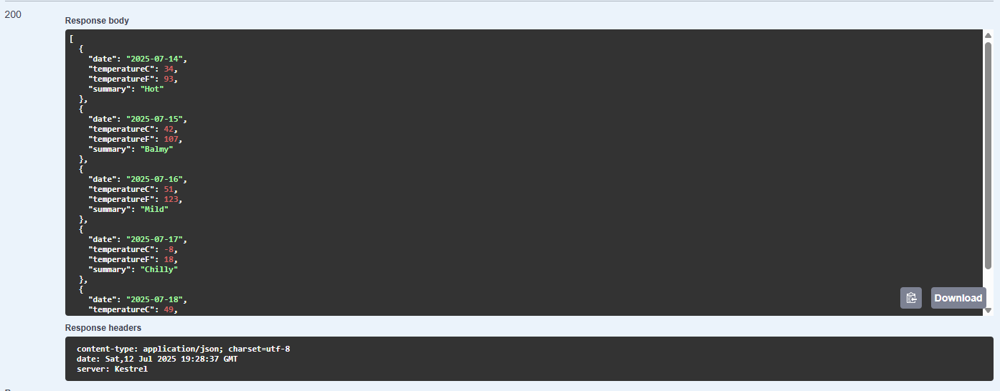 200
Response body
[
  {
    "date": "2025-07-14",
    "temperatureC": 34,
    "temperatureF": 93,
    "summary": "Hot"
  },
  {
    "date": "2025-07-15",
    "temperatureC": 42,
    "temperatureF": 107,
    "summary": "Balmy"
  },
  {
    "date": "2025-07-16",
    "temperatureC": 51,
    "temperatureF": 123,
    "summary": "Mild"
  },
  {
    "date": "2025-07-17",
    "temperatureC": -8,
    "temperatureF": 18,
    "summary": "Chilly"
  },
  {
    "date": "2025-07-18",
    "temperatureC": 49,
Download
Response headers
content-type: application/json; charset=utf-8
date: Sat,12 Jul 2025 19:28:37 GMT
server: Kestrel